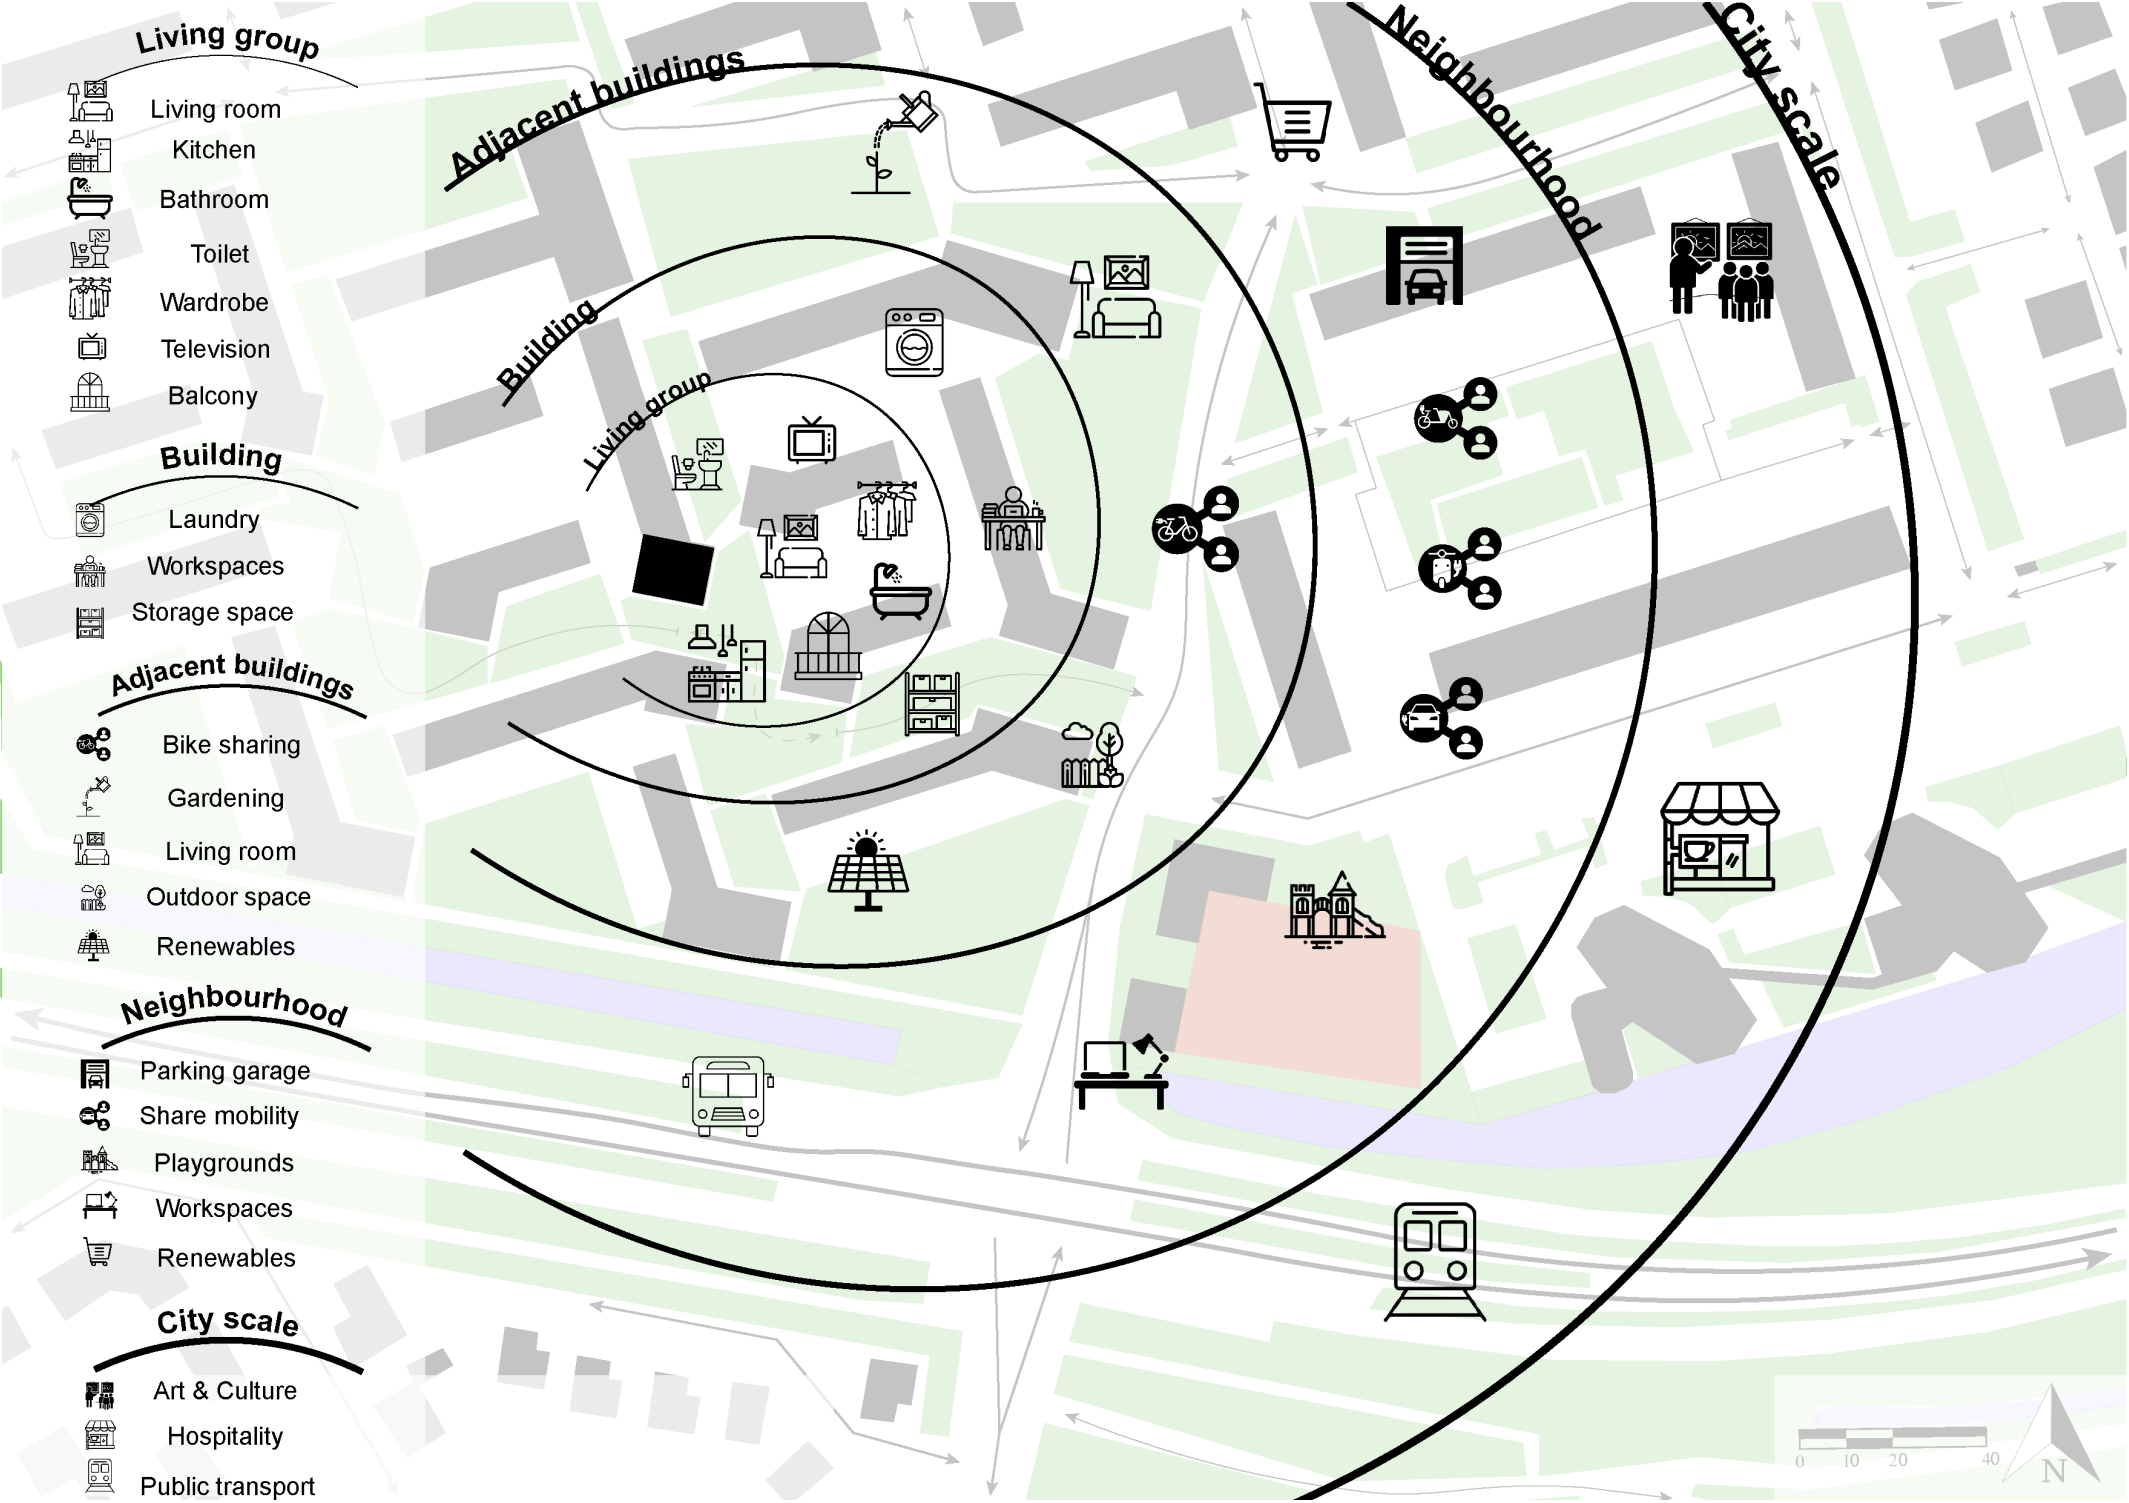 Living group
Living room
Kitchen
Bathroom
Toilet
Wardrobe
Television
Balcony
Building
Laundry
Workspaces
Storage space
Adjacent buildings
Bike sharing
Gardening
Living room
Outdoor space
Renewables
Neighbourhood
Parking garage
Share mobility
Playgrounds
Workspaces
Renewables
City scale
Art & Culture
Hospitality
Public transport
Adjacent buildings
Building
Living group
Neighbourhood
City scale
0 10 20 40
N